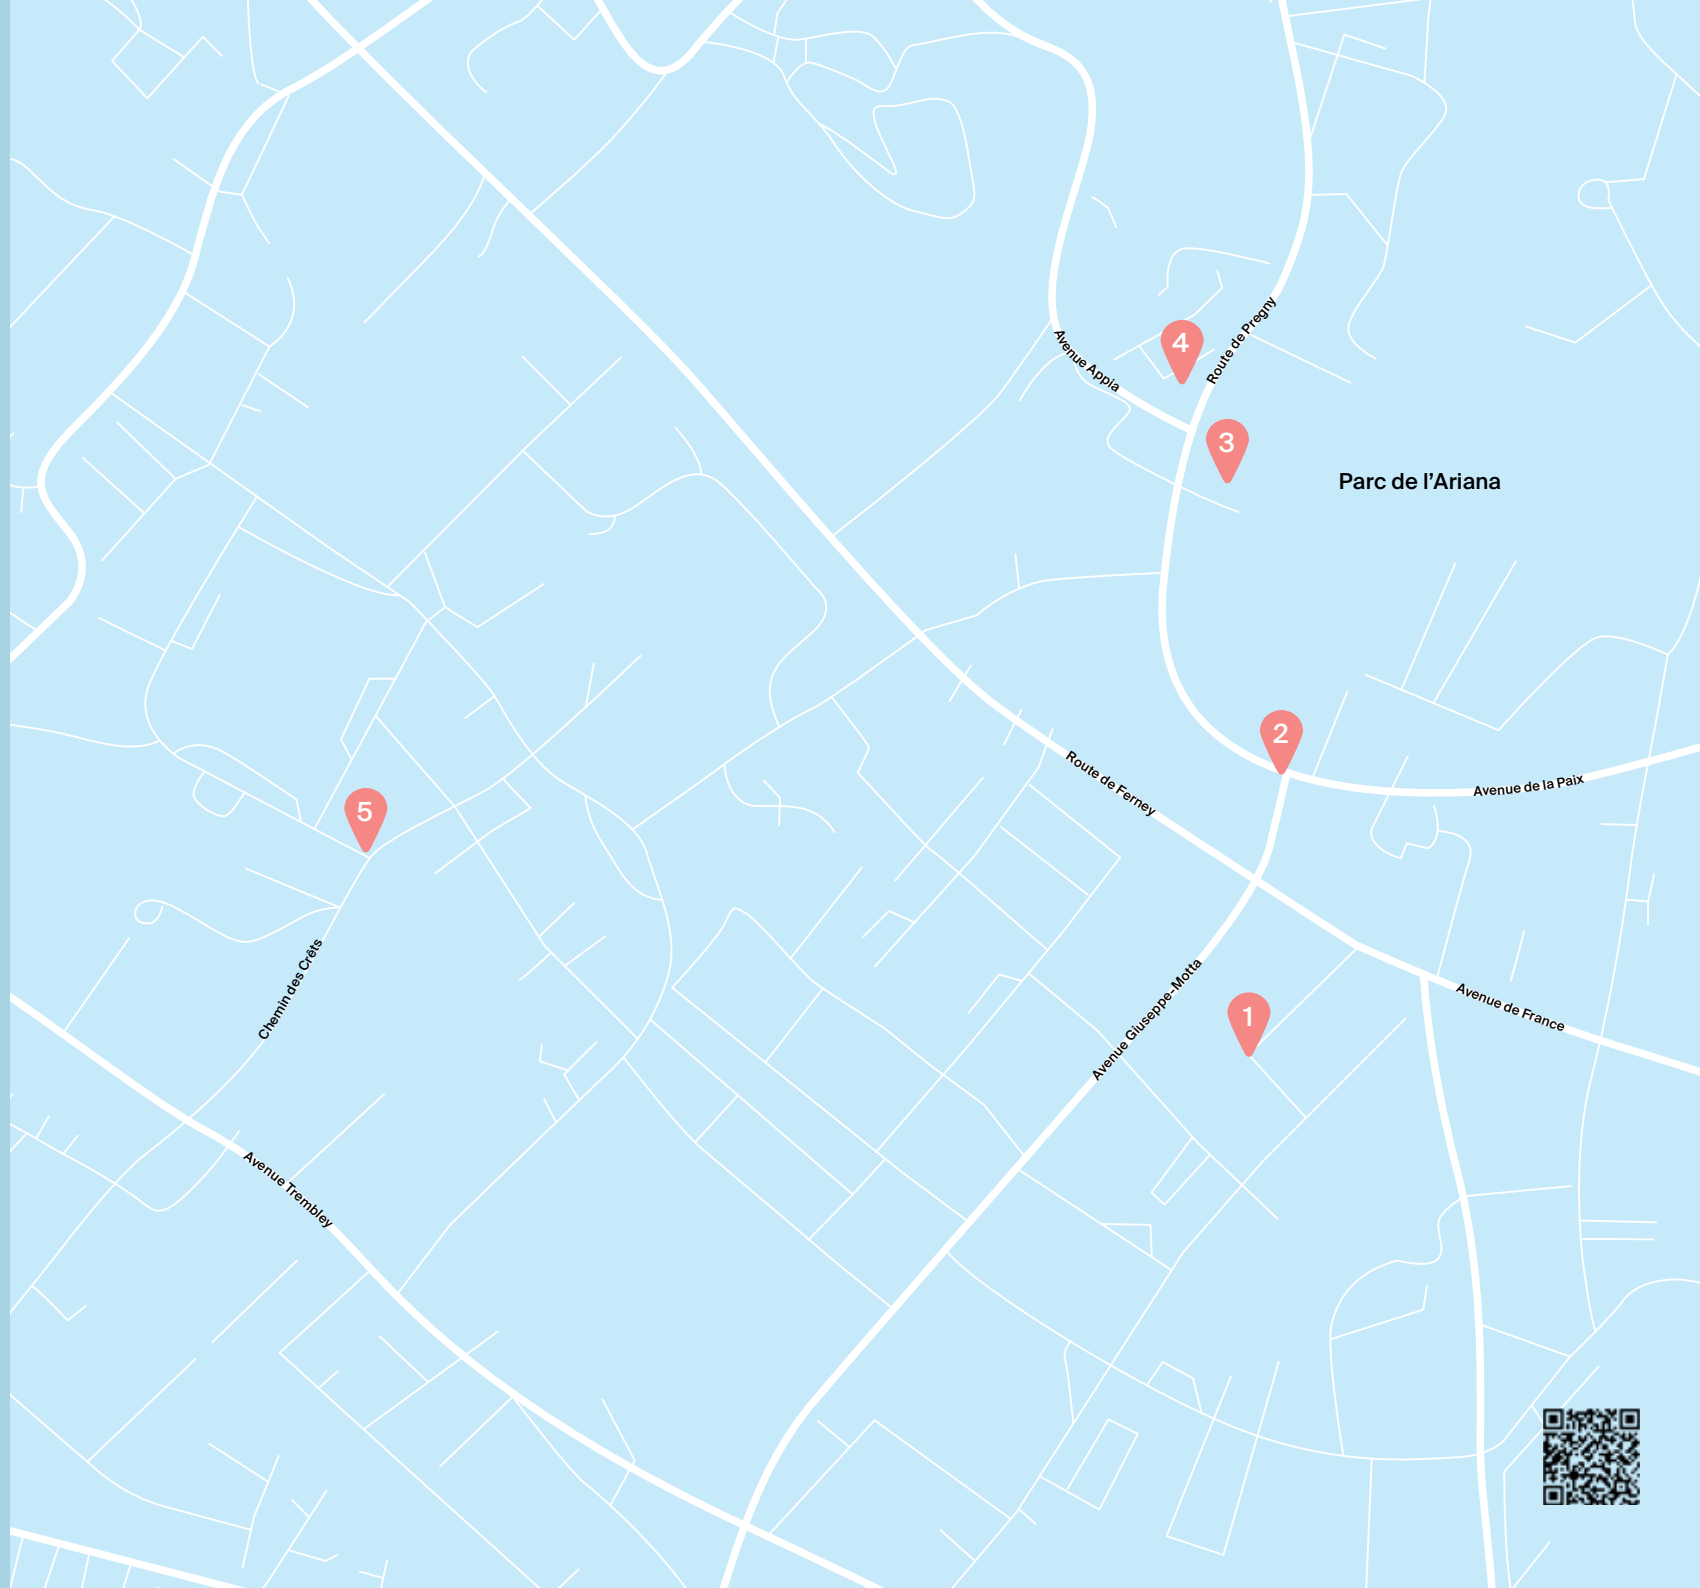 Route de Pregny
Avenue Appia
4
3
Parc de l’Ariana
2
Route de Ferney
Avenue de la Paix
5
Chemin des Crêts
Avenue Giuseppe-Motta
1
Avenue de France
Avenue Trembley